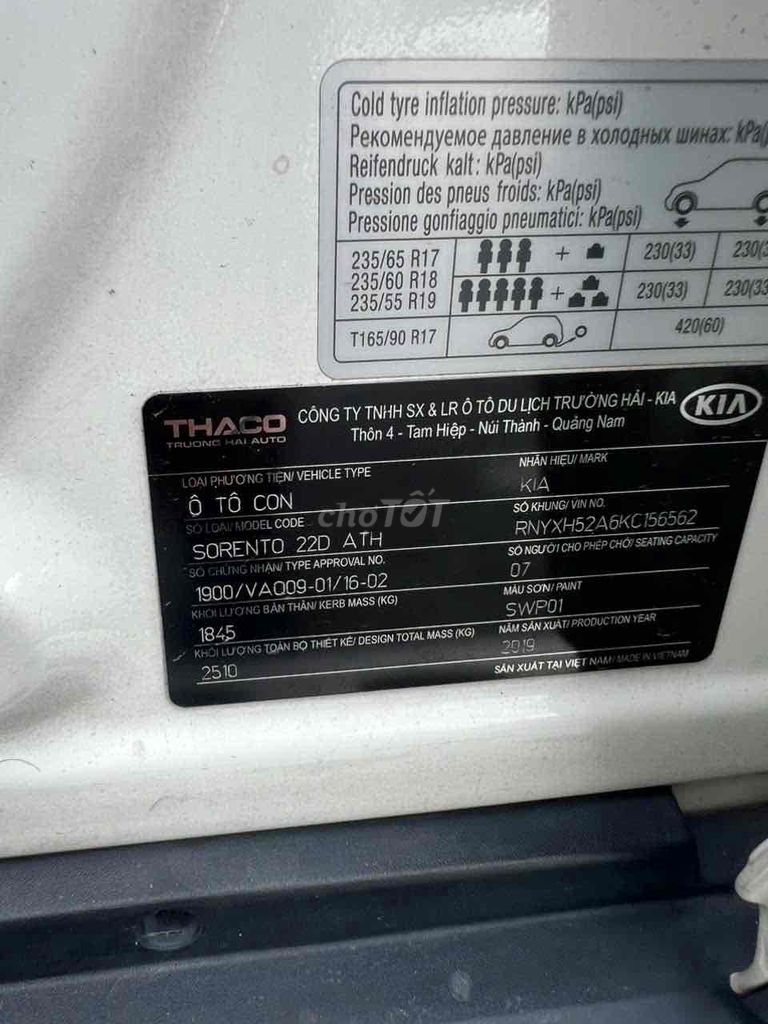 Cold tyre inflation pressure: kPa(psi)
Рекомендуемое давление в холодных шинах: kPa(
Reifendruck kalt: kPa(psi)
Pression des pneus froids: kPa(psi)
Pressione gonfiaggio pneumatici: kPa(psi)
235/65 R17
235/60 R18
235/55 R19
+ 230(33) 230(3
+ 230(33) 230(33
T165/90 R17 420(60)
THACO
TRUONG HAI AUTO
CÔNG TY TNHH SX & LR Ô TÔ DU LỊCH TRƯỜNG HẢI - KIA
Thôn 4 - Tam Hiệp - Núi Thành - Quảng Nam
KIA
LOẠI PHƯƠNG TIỆN/ VEHICLE TYPE NHÃN HIỆU/ MARK
Ô TÔ CON KIA
SỐ LOẠI/ MODEL CODE SỐ KHUNG/ VIN NO.
SORENTO 22D ATH RNYXH52A6KC156562
SỐ CHỨNG NHẬN/ TYPE APPROVAL NO. SỐ NGƯỜI CHO PHÉP CHỞ/ SEATING CAPACITY
1900/VAQ09-01/16-02 07
KHỐI LƯỢNG BẢN THÂN/ KERB MASS (KG) MÀU SƠN/ PAINT
1845 SWP01
KHỐI LƯỢNG TOÀN BỘ THIẾT KẾ/ DESIGN TOTAL MASS (KG) NĂM SẢN XUẤT/ PRODUCTION YEAR
2510 2019
SẢN XUẤT TẠI VIỆT NAM/ MADE IN VIETNAM
choTỐT